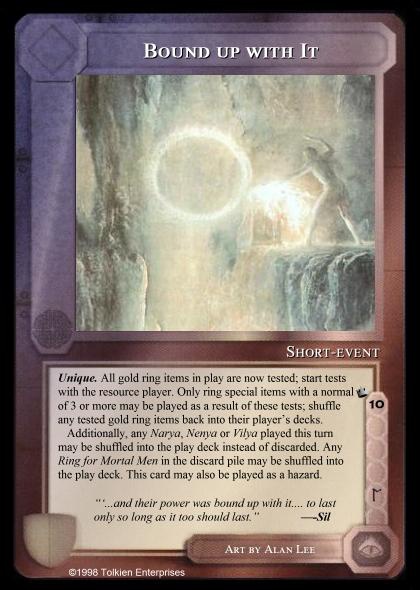 BOUND UP WITH IT
SHORT-EVENT
Unique. All gold ring items in play are now tested; start tests
with the resource player. Only ring special items with a normal
of 3 or more may be played as a result of these tests; shuffle
any tested gold ring items back into their player's decks.
Additionally, any Narya, Nenya or Vilya played this turn
may be shuffled into the play deck instead of discarded. Any
Ring for Mortal Men in the discard pile may be shuffled into
the play deck. This card may also be played as a hazard.
10
"'...and their power was bound up with it.... to last
only so long as it too should last." —-Sil
ART BY ALAN LEE
©1998 Tolkien Enterprises